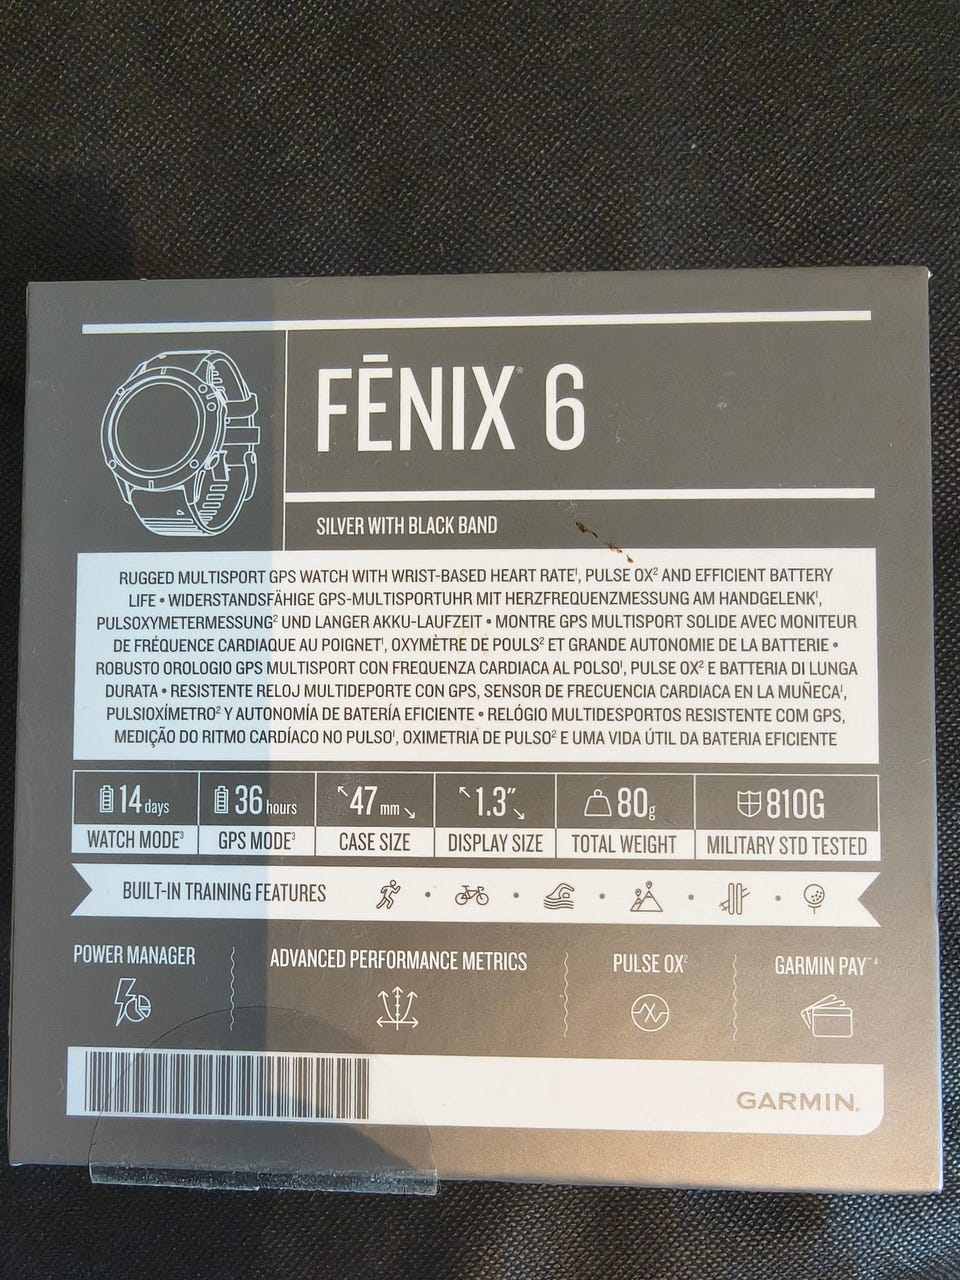 FĒNIX® 6
SILVER WITH BLACK BAND
RUGGED MULTISPORT GPS WATCH WITH WRIST-BASED HEART RATE¹, PULSE OX² AND EFFICIENT BATTERY
LIFE • WIDERSTANDSFÄHIGE GPS-MULTISPORTUHR MIT HERZFREQUENZMESSUNG AM HANDGELENK¹,
PULSOXYMETERMESSUNG² UND LANGER AKKU-LAUFZEIT • MONTRE GPS MULTISPORT SOLIDE AVEC MONITEUR
DE FRÉQUENCE CARDIAQUE AU POIGNET¹, OXYMÈTRE DE POULS² ET GRANDE AUTONOMIE DE LA BATTERIE •
ROBUSTO OROLOGIO GPS MULTISPORT CON FREQUENZA CARDIACA AL POLSO¹, PULSE OX² E BATTERIA DI LUNGA
DURATA • RESISTENTE RELOJ MULTIDEPORTE CON GPS, SENSOR DE FRECUENCIA CARDIACA EN LA MUÑECA¹,
PULSIOXÍMETRO² Y AUTONOMÍA DE BATERÍA EFICIENTE • RELÓGIO MULTIDESPORTOS RESISTENTE COM GPS,
MEDIÇÃO DO RITMO CARDÍACO NO PULSO¹, OXIMETRIA DE PULSO² E UMA VIDA ÚTIL DA BATERIA EFICIENTE
14 days 36 hours 47 mm 1.3″ 80g 810G
WATCH MODE³ GPS MODE³ CASE SIZE DISPLAY SIZE TOTAL WEIGHT MILITARY STD TESTED
BUILT-IN TRAINING FEATURES
POWER MANAGER ADVANCED PERFORMANCE METRICS PULSE OX² GARMIN PAY™⁴
GARMIN.